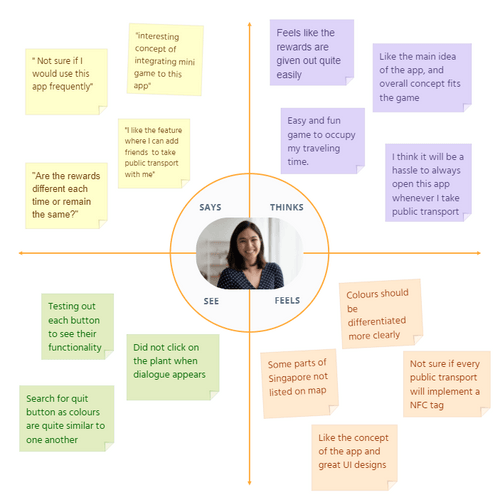 " Not sure if I
would use this
app frequently"
"interesting
concept of
integrating mini
game to this
app"
"I like the feature
where I can add
friends to take
public transport
with me"
"Are the rewards
different each
time or remain
the same?"
Feels like the
rewards are
given out quite
easily
Like the main idea
of the app, and
overall concept fits
the game
Easy and fun
game to occupy
my traveling
time.
I think it will be a
hassle to always
open this app
whenever I take
public transport
SAYS
THINKS
SEE
FEELS
Testing out
each button
to see their
functionality
Did not click on
the plant when
dialogue appears
Search for quit
button as colours
are quite similar to
one another
Colours should
be
differentiated
more clearly
Some parts of
Singapore not
listed on map
Not sure if every
public transport
will implement a
NFC tag
Like the concept
of the app and
great UI designs